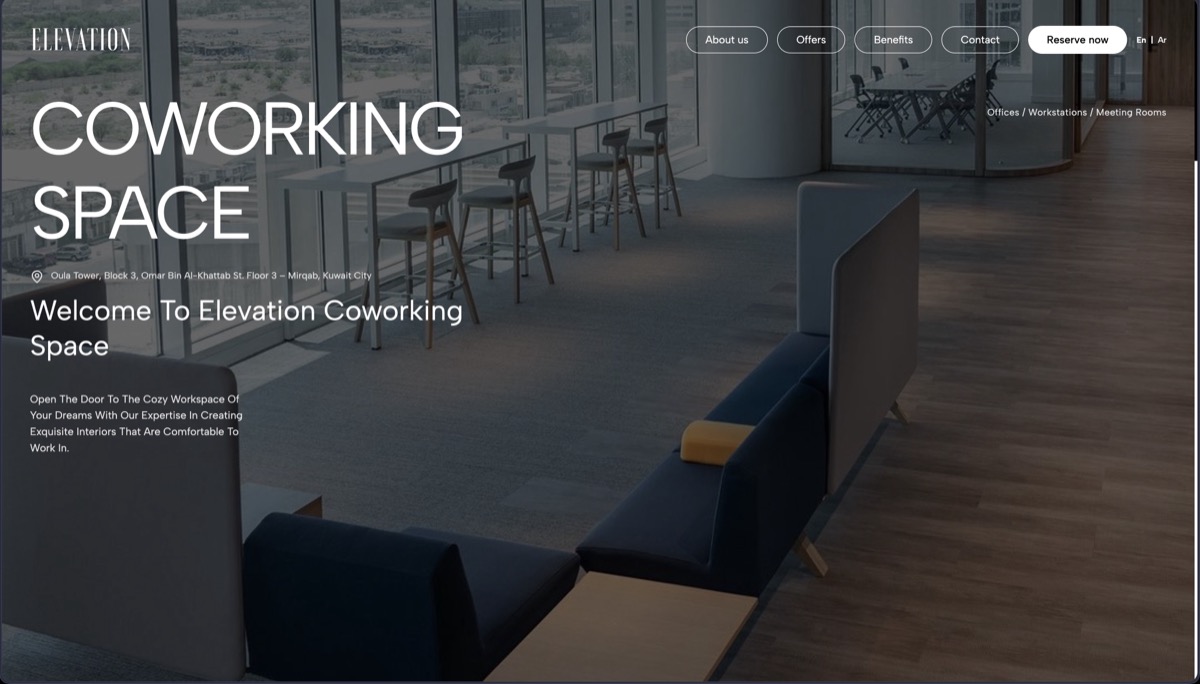 ELEVATION
About us
Offers
Benefits
Contact
Reserve now
En | Ar
COWORKING
SPACE
Offices / Workstations / Meeting Rooms
Oula Tower, Block 3, Omar Bin Al-Khattab St. Floor 3 – Mirqab, Kuwait City
Welcome To Elevation Coworking
Space
Open The Door To The Cozy Workspace Of
Your Dreams With Our Expertise In Creating
Exquisite Interiors That Are Comfortable To
Work In.